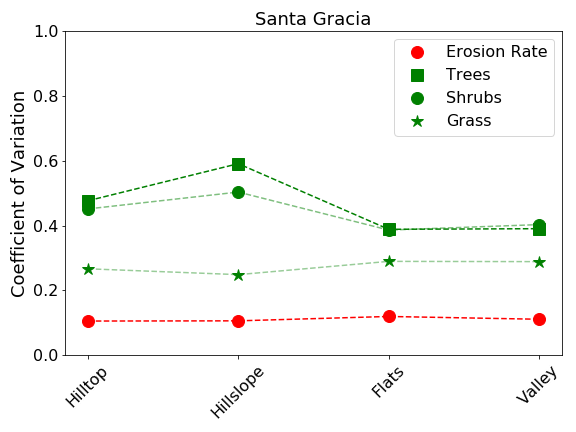 Santa Gracia
Coefficient of Variation
1.0
0.8
0.6
0.4
0.2
0.0
Erosion Rate
Trees
Shrubs
Grass
Hilltop
Hillslope
Flats
Valley